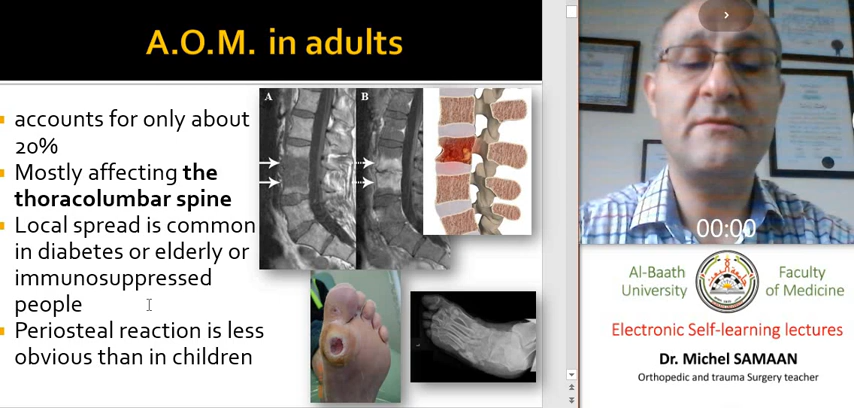 A.O.M. in adults
accounts for only about
20%
Mostly affecting the
thoracolumbar spine
Local spread is common
in diabetes or elderly or
immunosuppressed
people
Periosteal reaction is less
obvious than in children
A
B
00:00
Al-Baath
University
Faculty
of Medicine
Electronic Self-learning lectures
Dr. Michel SAMAAN
Orthopedic and trauma Surgery teacher